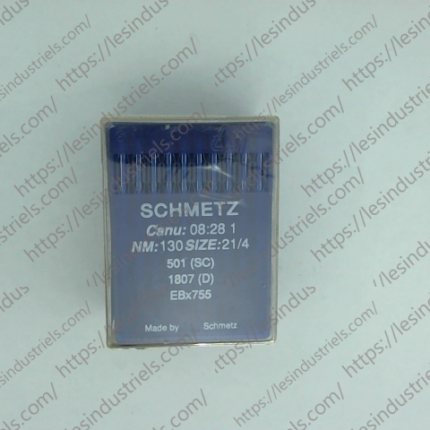 SCHMETZ
Canu: 08:28 1
NM:130 SIZE:21/4
501 (SC)
1807 (D)
EBx755
Made by Schmetz
https://lesindustriels.com/